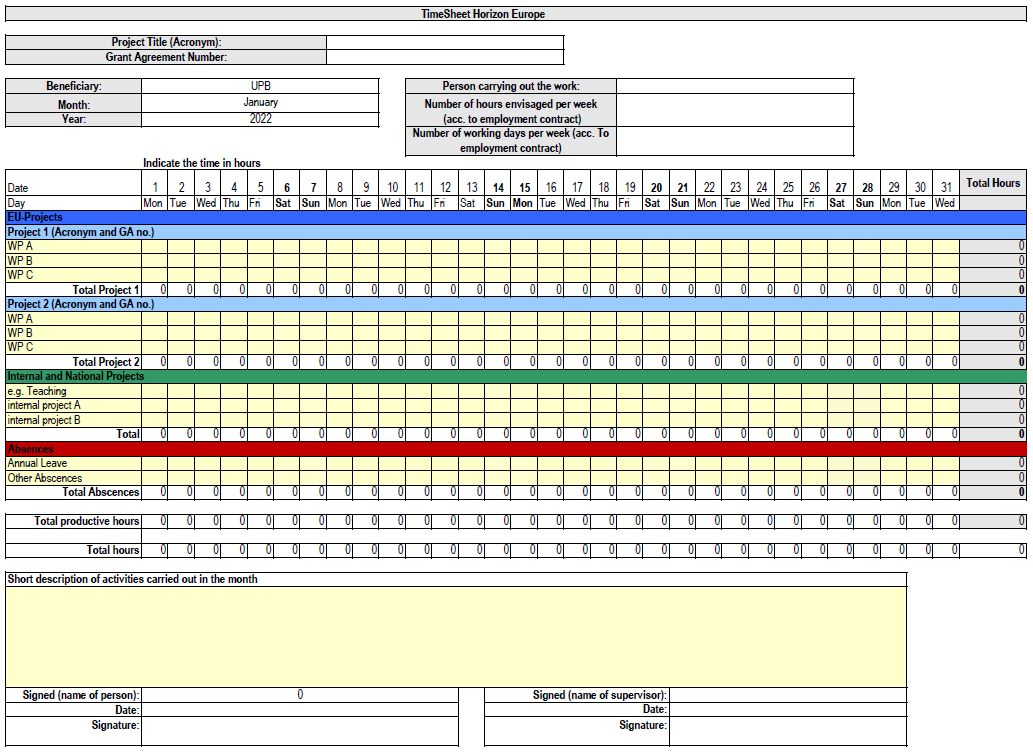 TimeSheet Horizon Europe
Project Title (Acronym):
Grant Agreement Number:
Beneficiary: UPB
Month: January
Year: 2022
Person carrying out the work:
Number of hours envisaged per week
(acc. to employment contract)
Number of working days per week (acc. To
employment contract)
Indicate the time in hours
Date 1 2 3 4 5 6 7 8 9 10 11 12 13 14 15 16 17 18 19 20 21 22 23 24 25 26 27 28 29 30 31 Total Hours
Day Mon Tue Wed Thu Fri Sat Sun Mon Tue Wed Thu Fri Sat Sun Mon Tue Wed Thu Fri Sat Sun Mon Tue Wed Thu Fri Sat Sun Mon Tue Wed
EU-Projects
Project 1 (Acronym and GA no.)
WP A 0
WP B 0
WP C 0
Total Project 1 0 0 0 0 0 0 0 0 0 0 0 0 0 0 0 0 0 0 0 0 0 0 0 0 0 0 0 0 0 0 0 0
Project 2 (Acronym and GA no.)
WP A 0
WP B 0
WP C 0
Total Project 2 0 0 0 0 0 0 0 0 0 0 0 0 0 0 0 0 0 0 0 0 0 0 0 0 0 0 0 0 0 0 0 0
Internal and National Projects
e.g. Teaching 0
internal project A 0
internal project B 0
Total 0 0 0 0 0 0 0 0 0 0 0 0 0 0 0 0 0 0 0 0 0 0 0 0 0 0 0 0 0 0 0 0
Absences
Annual Leave 0
Other Abscences 0
Total Abscences 0 0 0 0 0 0 0 0 0 0 0 0 0 0 0 0 0 0 0 0 0 0 0 0 0 0 0 0 0 0 0 0
Total productive hours 0 0 0 0 0 0 0 0 0 0 0 0 0 0 0 0 0 0 0 0 0 0 0 0 0 0 0 0 0 0 0 0
Total hours 0 0 0 0 0 0 0 0 0 0 0 0 0 0 0 0 0 0 0 0 0 0 0 0 0 0 0 0 0 0 0 0
Short description of activities carried out in the month
Signed (name of person): 0 Signed (name of supervisor):
Date: Date:
Signature: Signature: